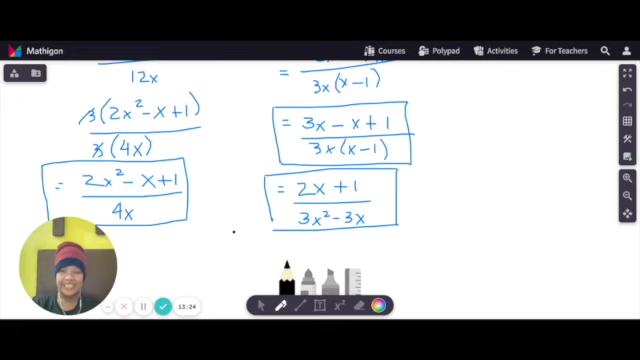 Mathigon
Courses
Polypad
Activities
For Teachers
12x
3(2x² - x + 1)
3(4x)
= 2x² - x + 1
4x
=
3x(x - 1)
= 3x - x + 1
3x(x - 1)
= 2x + 1
3x² - 3x
T
x²
13:24